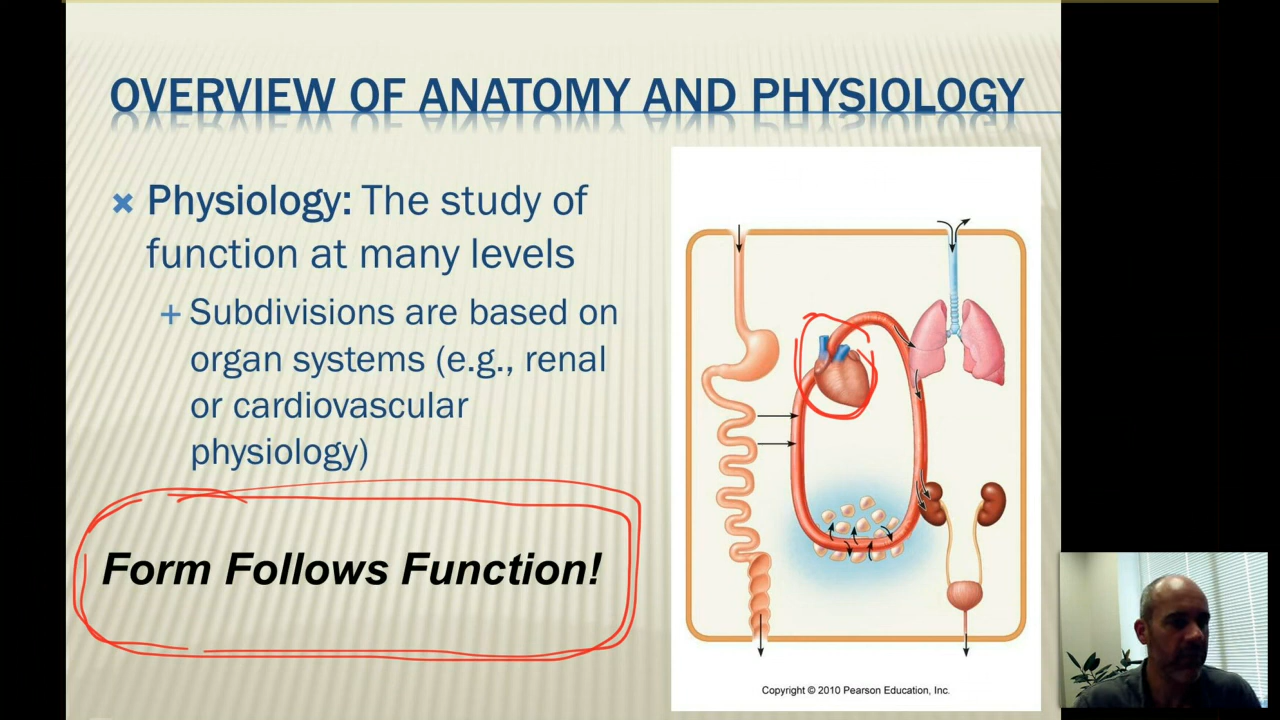 OVERVIEW OF ANATOMY AND PHYSIOLOGY
Physiology: The study of
function at many levels
Subdivisions are based on
organ systems (e.g., renal
or cardiovascular
physiology)
Form Follows Function!
Copyright © 2010 Pearson Education, Inc.